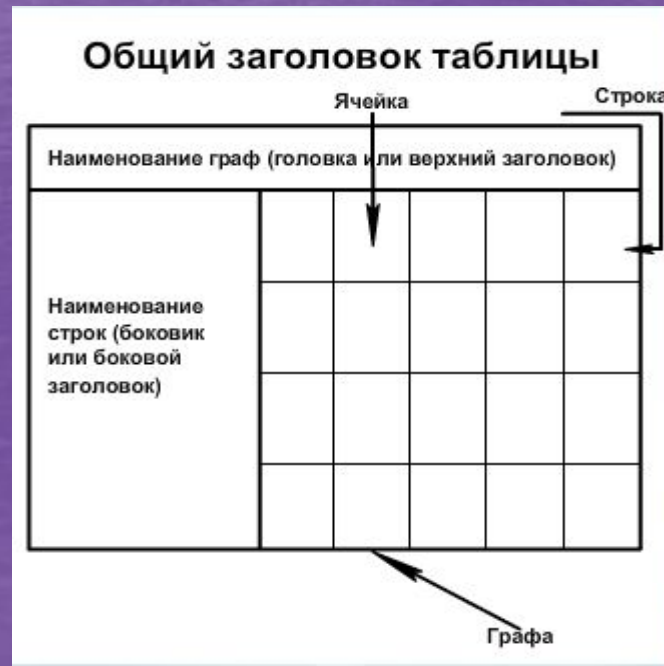 Общий заголовок таблицы
Ячейка
Строка
Наименование граф (головка или верхний заголовок)
Наименование
строк (боковик
или боковой
заголовок)
Графа